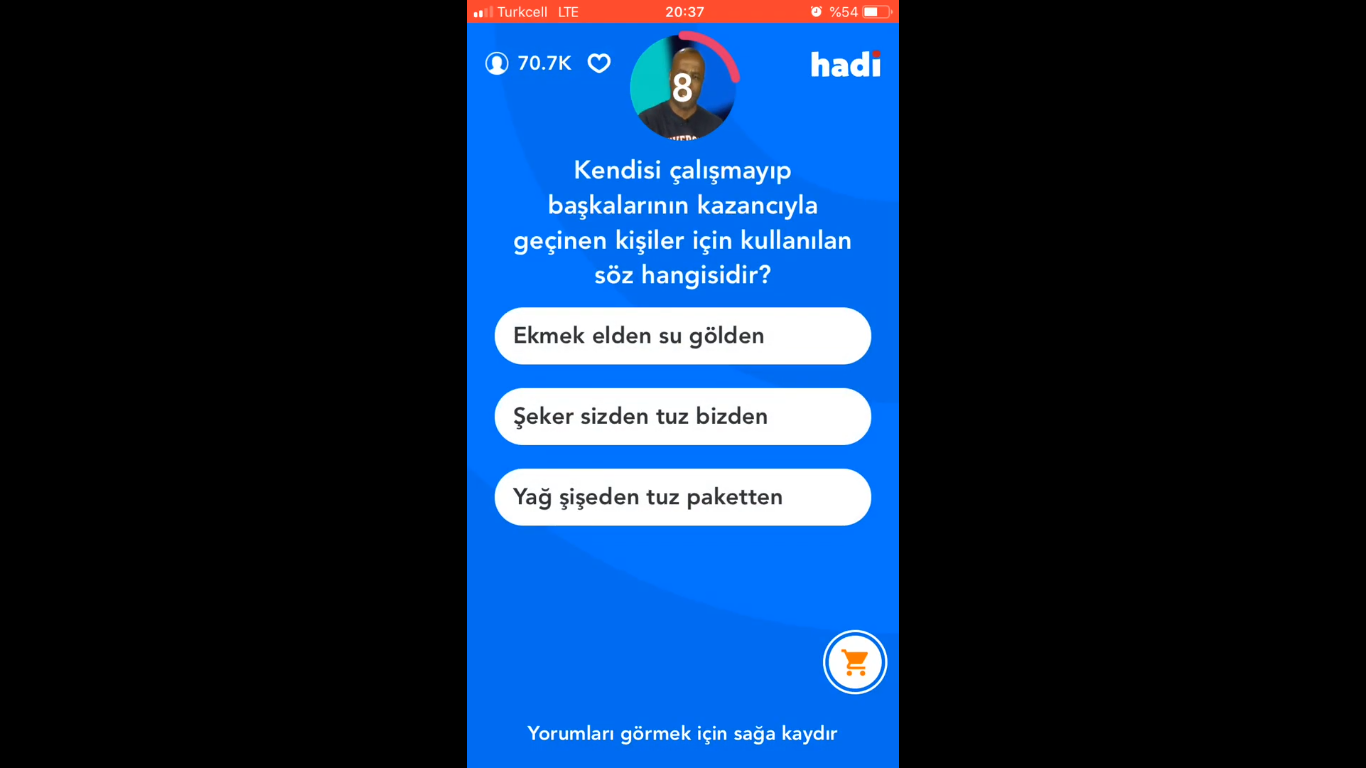 Turkcell LTE 20:37 %54
70.7K 8 hadi
Kendisi çalışmayıp
başkalarının kazancıyla
geçinen kişiler için kullanılan
söz hangisidir?
Ekmek elden su gölden
Şeker sizden tuz bizden
Yağ şişeden tuz paketten
Yorumları görmek için sağa kaydır